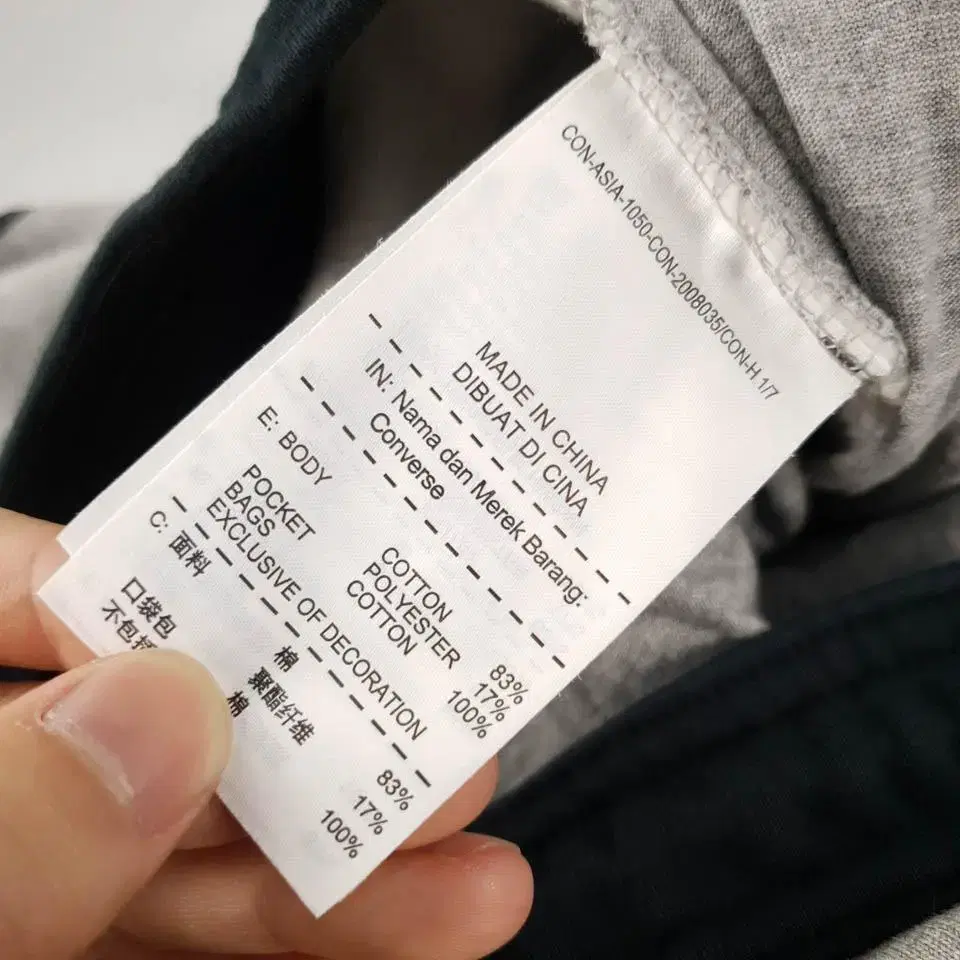 CON-ASIA-1050-CON-2008035/CON-H 1/7
MADE IN CHINA
DIBUAT DI CINA
IN: Nama dan Merek Barang:
Converse
E: BODY COTTON 83%
POLYESTER 17%
POCKET COTTON 100%
BAGS
EXCLUSIVE OF DECORATION
C: 面料 棉 83%
聚酯纤维 17%
口袋包 棉 100%
不包